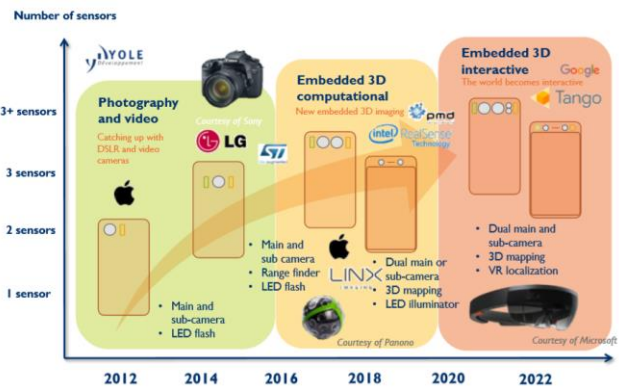 Number of sensors
YOLE
Développement
3+ sensors
3 sensors
2 sensors
1 sensor
Photography
and video
Catching up with
DSLR and video
cameras
Courtesy of Sony
LG
ST
Main and
sub-camera
LED flash
Main and
sub camera
Range finder
LED flash
Embedded 3D
computational
New embedded 3D imaging
pmd
intel RealSense
Technology
LINX
IMAGING
Dual main or
sub-camera
3D mapping
LED illuminator
Courtesy of Panono
Embedded 3D
interactive
Google
The world becomes interactive
Tango
Dual main and
sub-camera
3D mapping
VR localization
Courtesy of Microsoft
2012 2014 2016 2018 2020 2022